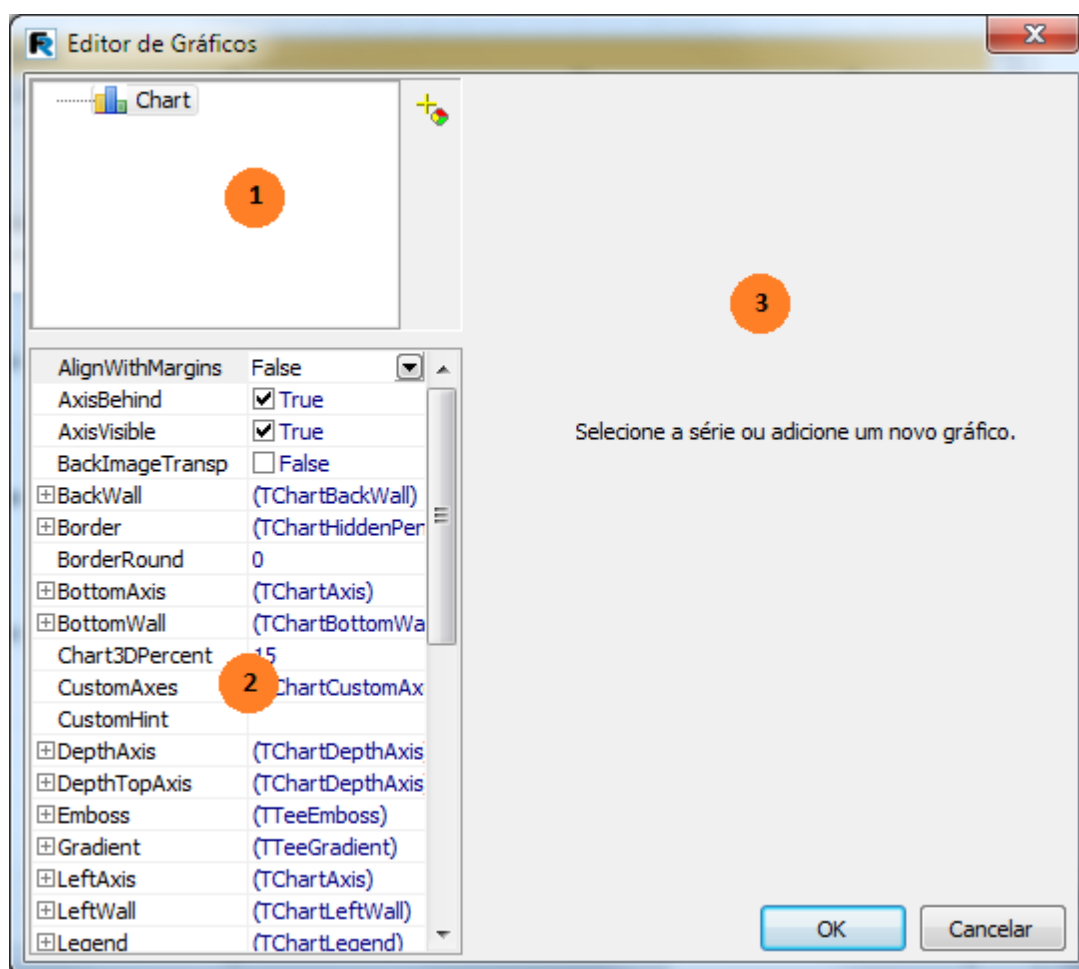 Editor de Gráficos
Chart
1
3
Selecione a série ou adicione um novo gráfico.
AlignWithMargins False
AxisBehind True
AxisVisible True
BackImageTransp False
BackWall (TChartBackWall)
Border (TChartHiddenPen
BorderRound 0
BottomAxis (TChartAxis)
BottomWall (TChartBottomWa
Chart3DPercent 15
CustomAxes 2 ChartCustomAx
CustomHint
DepthAxis (TChartDepthAxis
DepthTopAxis (TChartDepthAxis
Emboss (TTeeEmboss)
Gradient (TTeeGradient)
LeftAxis (TChartAxis)
LeftWall (TChartLeftWall)
Legend (TChartLegend)
OK Cancelar